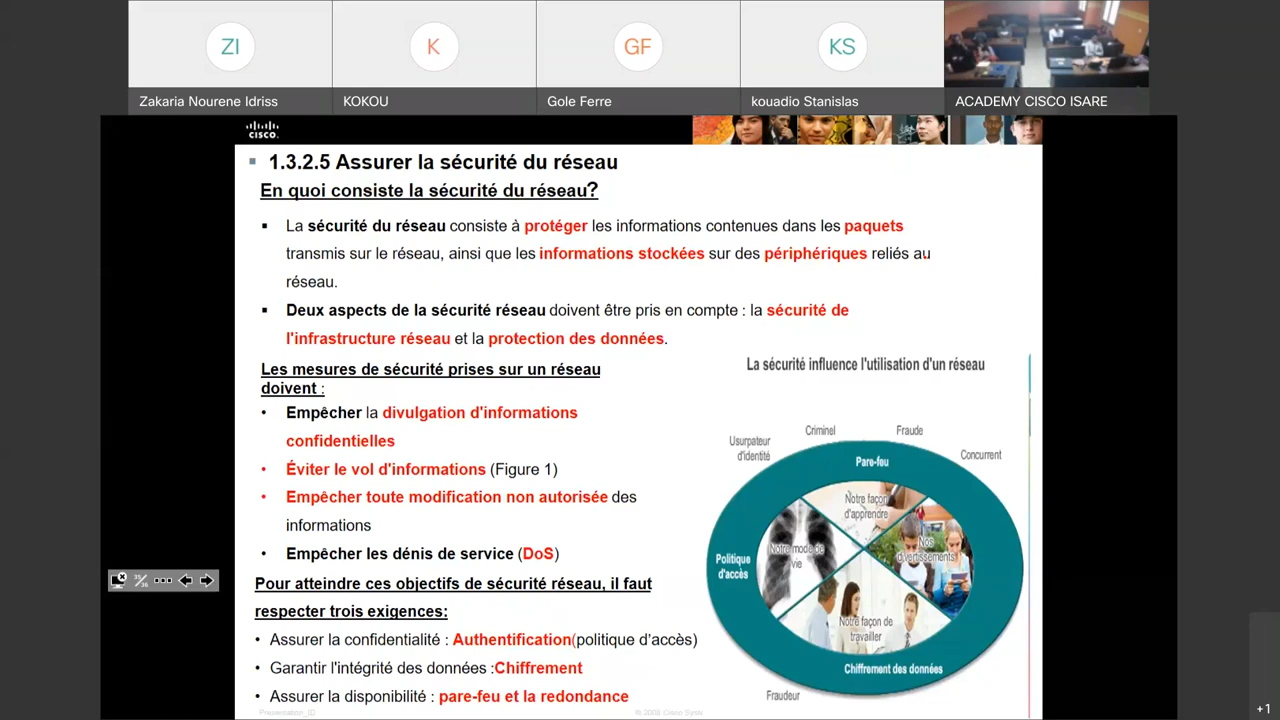 ZI
K
GF
KS
Zakaria Nourene Idriss
KOKOU
Gole Ferre
kouadio Stanislas
ACADEMY CISCO ISARE
CISCO
1.3.2.5 Assurer la sécurité du réseau
En quoi consiste la sécurité du réseau?
La sécurité du réseau consiste à protéger les informations contenues dans les paquets
transmis sur le réseau, ainsi que les informations stockées sur des périphériques reliés au
réseau.
Deux aspects de la sécurité réseau doivent être pris en compte : la sécurité de
l'infrastructure réseau et la protection des données.
Les mesures de sécurité prises sur un réseau
doivent :
Empêcher la divulgation d'informations
confidentielles
Éviter le vol d'informations (Figure 1)
Empêcher toute modification non autorisée des
informations
Empêcher les dénis de service (DoS)
Pour atteindre ces objectifs de sécurité réseau, il faut
respecter trois exigences:
Assurer la confidentialité : Authentification(politique d'accès)
Garantir l'intégrité des données :Chiffrement
Assurer la disponibilité : pare-feu et la redondance
La sécurité influence l'utilisation d'un réseau
Criminel
Fraude
Usurpateur
d'identité
Concurrent
Pare-feu
Notre façon
d'apprendre
Notre mode de
vie
Nos
divertissements
Politique
d'accès
Notre façon de
travailler
Chiffrement des données
Fraudeur
Presentation_ID
© 2008 Cisco Syste
35/36
+1